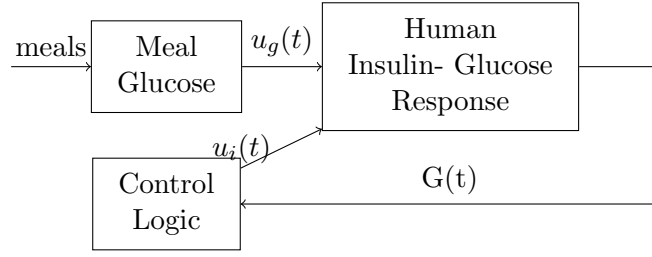 meals
Meal
Glucose
u_g(t)
Human
Insulin- Glucose
Response
u_i(t)
Control
Logic
G(t)